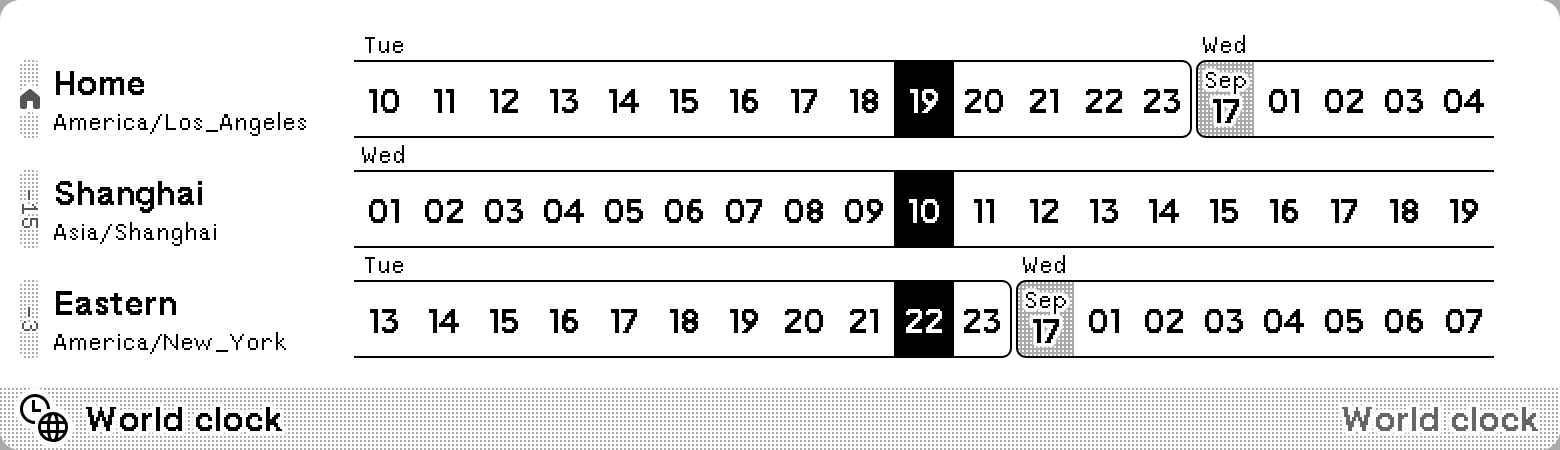 Tue Wed
Home 10 11 12 13 14 15 16 17 18 19 20 21 22 23 Sep 17 01 02 03 04
America/Los_Angeles
Wed
-15 Shanghai 01 02 03 04 05 06 07 08 09 10 11 12 13 14 15 16 17 18 19
Asia/Shanghai
Tue Wed
-3 Eastern 13 14 15 16 17 18 19 20 21 22 23 Sep 17 01 02 03 04 05 06 07
America/New_York
World clock World clock